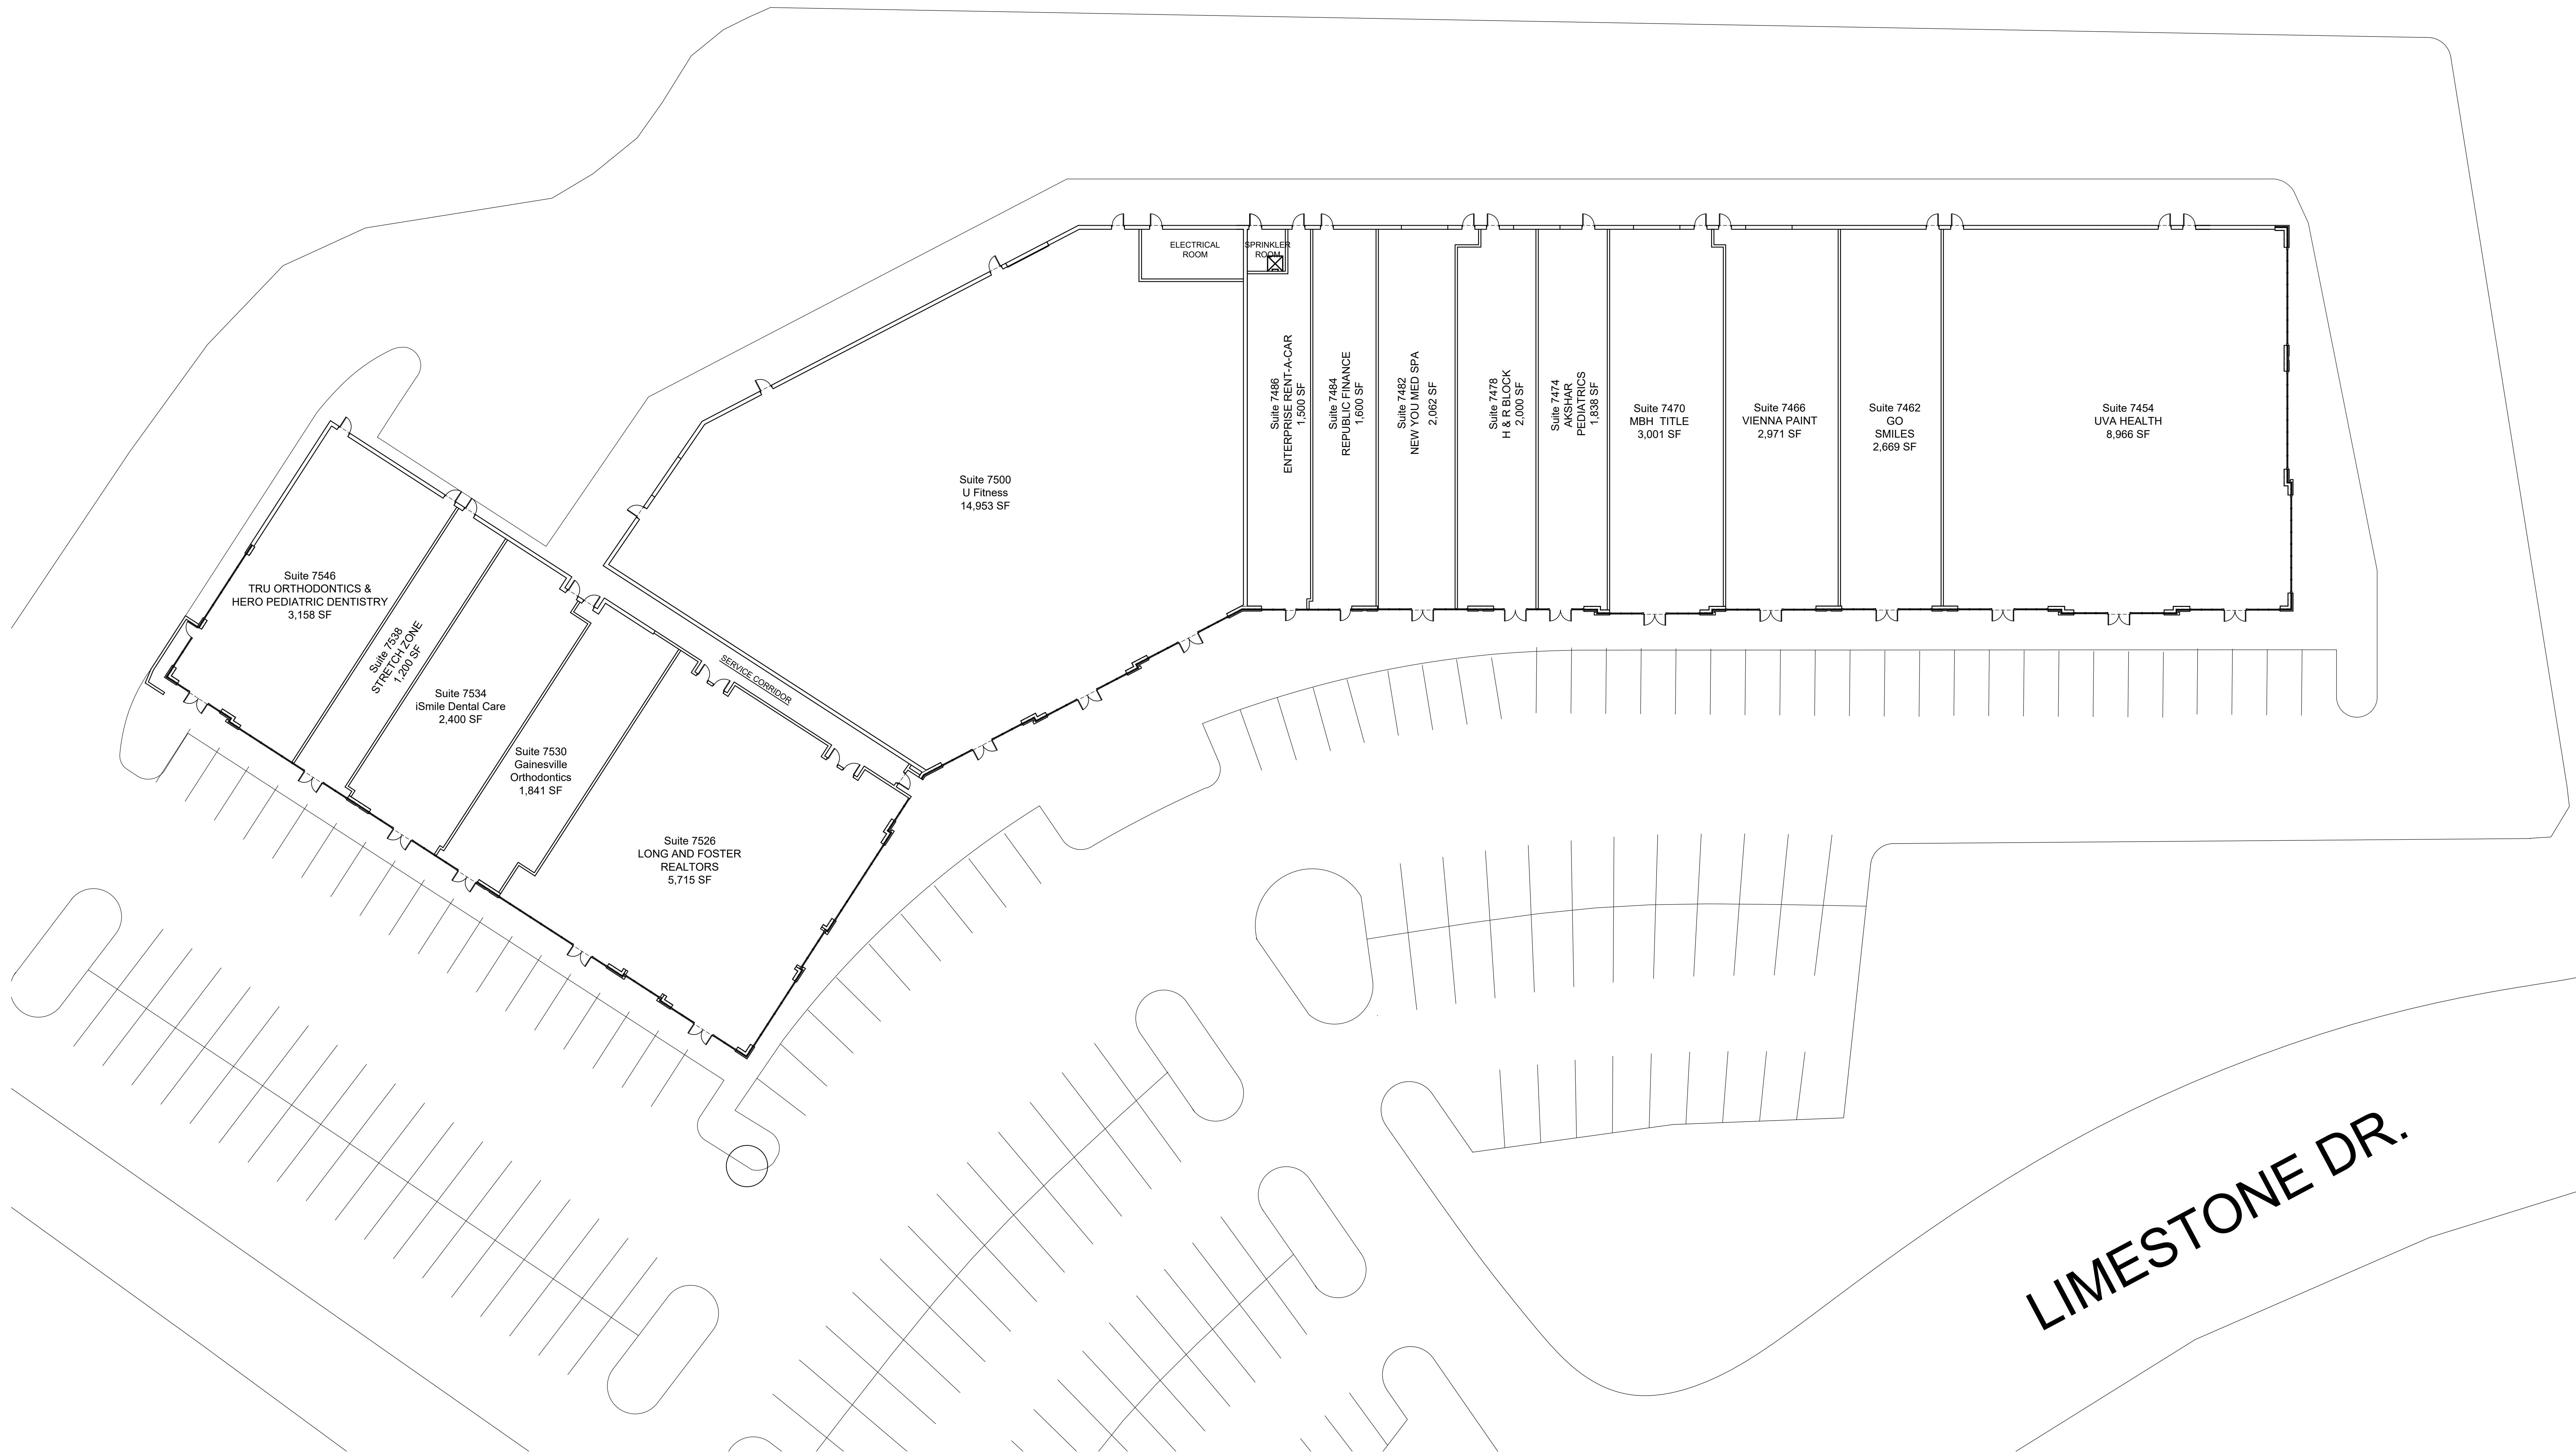 ELECTRICAL
ROOM
SPRINKLER
ROOM
Suite 7546
TRU ORTHODONTICS &
HERO PEDIATRIC DENTISTRY
3,158 SF
Suite 7538
STRETCH ZONE
1,200 SF
Suite 7534
iSmile Dental Care
2,400 SF
Suite 7530
Gainesville
Orthodontics
1,841 SF
Suite 7526
LONG AND FOSTER
REALTORS
5,715 SF
SERVICE CORRIDOR
Suite 7500
U Fitness
14,953 SF
Suite 7486
ENTERPRISE RENT-A-CAR
1,500 SF
Suite 7484
REPUBLIC FINANCE
1,600 SF
Suite 7482
NEW YOU MED SPA
2,062 SF
Suite 7478
H & R BLOCK
2,000 SF
Suite 7474
AKSHAR
PEDIATRICS
1,838 SF
Suite 7470
MBH TITLE
3,001 SF
Suite 7466
VIENNA PAINT
2,971 SF
Suite 7462
GO
SMILES
2,669 SF
Suite 7454
UVA HEALTH
8,966 SF
LIMESTONE DR.